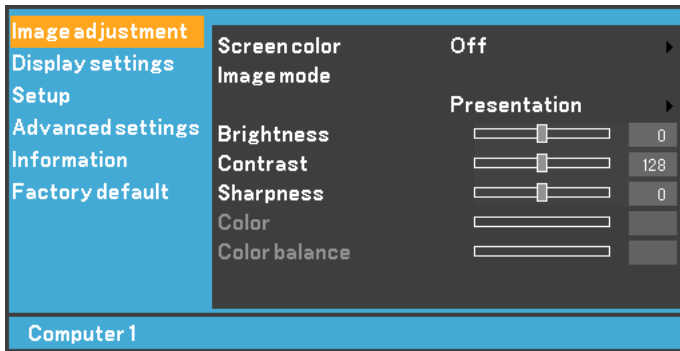 Image adjustment
Display settings
Setup
Advanced settings
Information
Factory default
Screen color Off
Image mode
Presentation
Brightness 0
Contrast 128
Sharpness 0
Color
Color balance
Computer 1